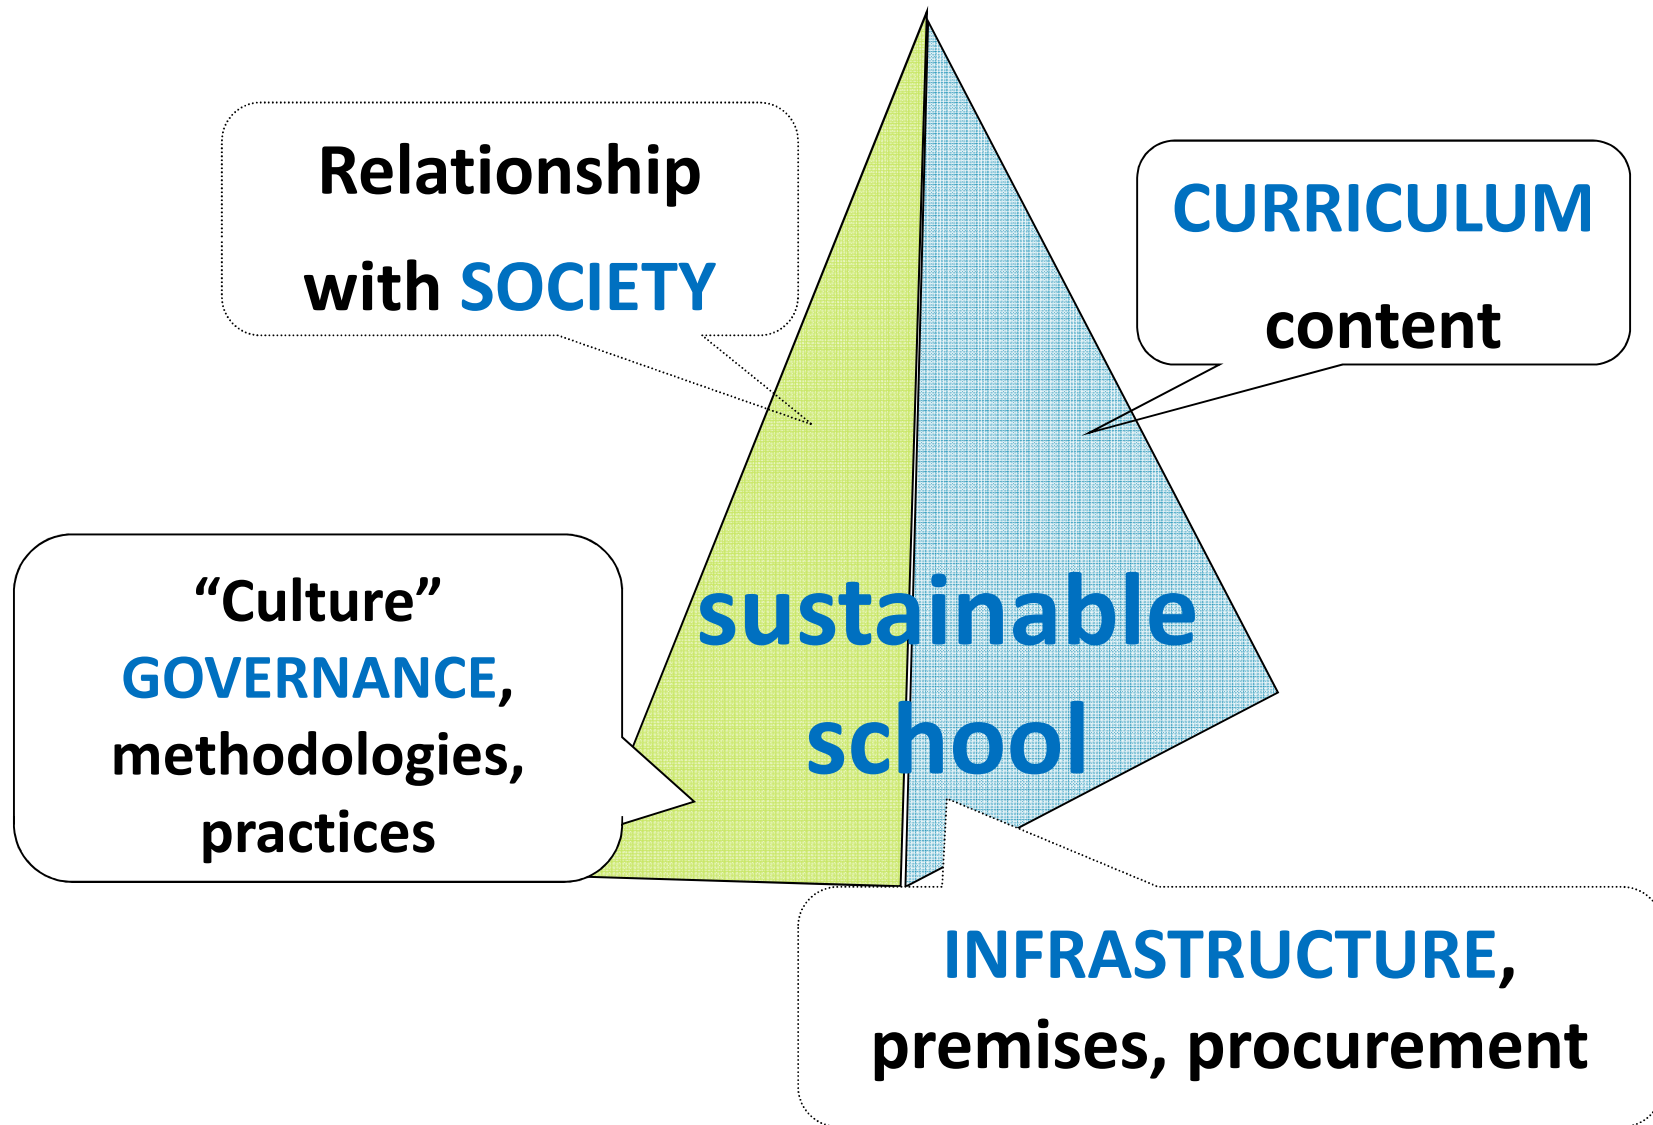 Relationship
with SOCIETY
CURRICULUM
content
“Culture”
GOVERNANCE,
methodologies,
practices
sustainable
school
INFRASTRUCTURE,
premises, procurement